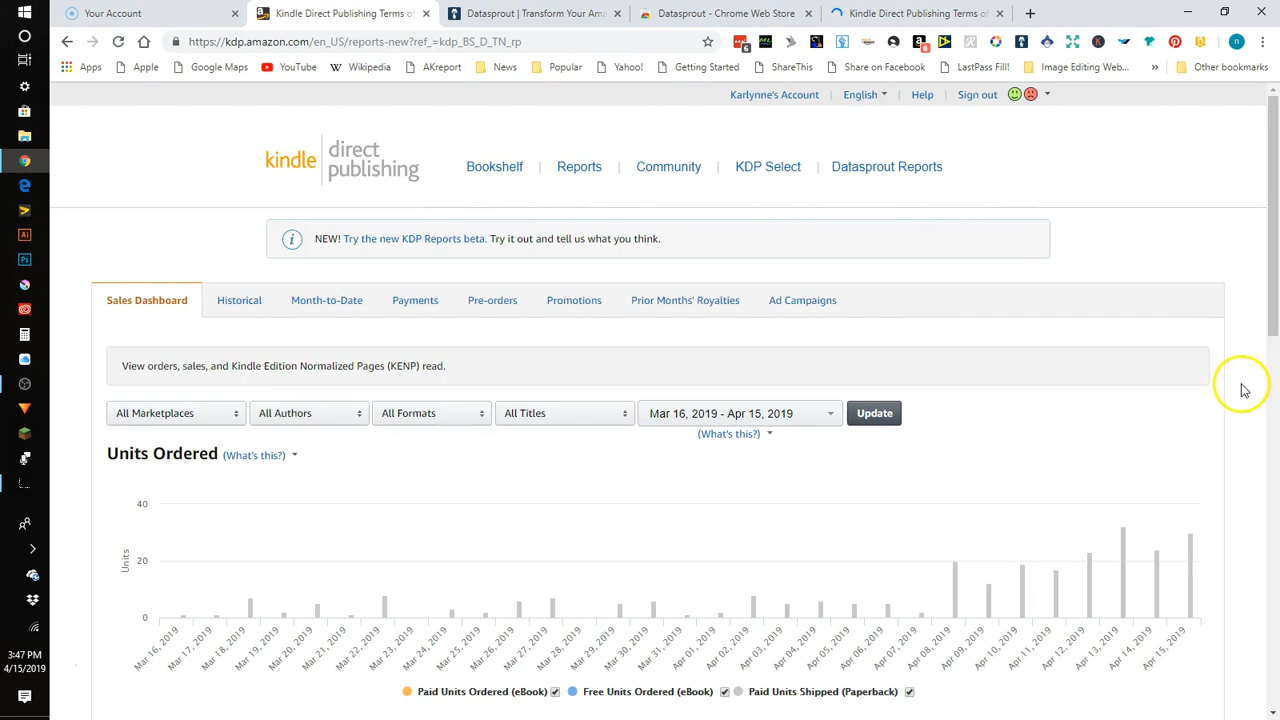 Your Account
Kindle Direct Publishing Terms of
Datasprout | Transform Your Ama
Datasprout - Chrome Web Store
Kindle Direct Publishing Terms of
https://kdp.amazon.com/en_US/reports-new?ref_=kdp_BS_D_TN_rp
Apps Apple Google Maps YouTube Wikipedia AKreport News Popular Yahoo! Getting Started ShareThis Share on Facebook LastPass Fill! Image Editing Web... » Other bookmarks
Karlynne's Account English Help Sign out
kindle direct publishing
Bookshelf | Reports | Community | KDP Select | Datasprout Reports
NEW! Try the new KDP Reports beta. Try it out and tell us what you think.
Sales Dashboard Historical Month-to-Date Payments Pre-orders Promotions Prior Months' Royalties Ad Campaigns
View orders, sales, and Kindle Edition Normalized Pages (KENP) read.
All Marketplaces All Authors All Formats All Titles Mar 16, 2019 - Apr 15, 2019 Update
(What's this?)
Units Ordered (What's this?)
40
20
0
Units
Mar 16, 2019 Mar 17, 2019 Mar 18, 2019 Mar 19, 2019 Mar 20, 2019 Mar 21, 2019 Mar 22, 2019 Mar 23, 2019 Mar 24, 2019 Mar 25, 2019 Mar 26, 2019 Mar 27, 2019 Mar 28, 2019 Mar 29, 2019 Mar 30, 2019 Mar 31, 2019 Apr 01, 2019 Apr 02, 2019 Apr 03, 2019 Apr 04, 2019 Apr 05, 2019 Apr 06, 2019 Apr 07, 2019 Apr 08, 2019 Apr 09, 2019 Apr 10, 2019 Apr 11, 2019 Apr 12, 2019 Apr 13, 2019 Apr 14, 2019 Apr 15, 2019
Paid Units Ordered (eBook) Free Units Ordered (eBook) Paid Units Shipped (Paperback)
3:47 PM
4/15/2019